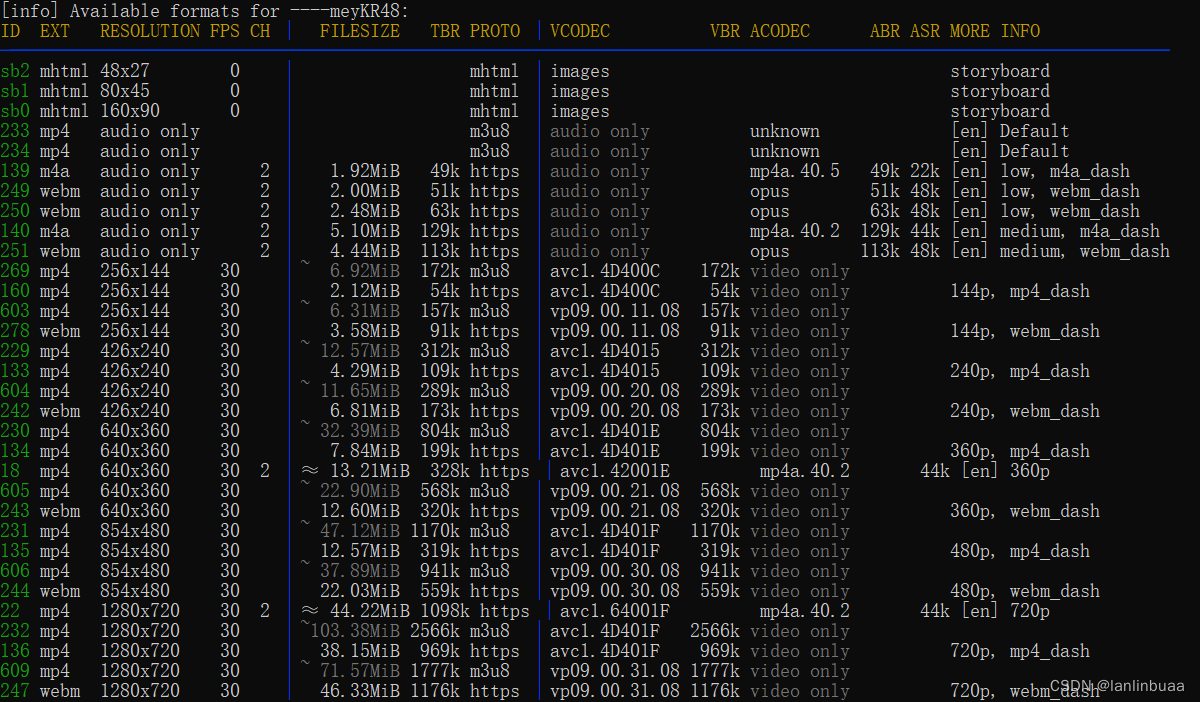 [info] Available formats for ----meyKR48:
ID EXT RESOLUTION FPS CH | FILESIZE TBR PROTO | VCODEC VBR ACODEC ABR ASR MORE INFO
sb2 mhtml 48x27 0 | mhtml | images storyboard
sb1 mhtml 80x45 0 | mhtml | images storyboard
sb0 mhtml 160x90 0 | mhtml | images storyboard
233 mp4 audio only | m3u8 | audio only unknown [en] Default
234 mp4 audio only | m3u8 | audio only unknown [en] Default
139 m4a audio only 2 | 1.92MiB 49k https | audio only mp4a.40.5 49k 22k [en] low, m4a_dash
249 webm audio only 2 | 2.00MiB 51k https | audio only opus 51k 48k [en] low, webm_dash
250 webm audio only 2 | 2.48MiB 63k https | audio only opus 63k 48k [en] low, webm_dash
140 m4a audio only 2 | 5.10MiB 129k https | audio only mp4a.40.2 129k 44k [en] medium, m4a_dash
251 webm audio only 2 | 4.44MiB 113k https | audio only opus 113k 48k [en] medium, webm_dash
269 mp4 256x144 30 | ~ 6.92MiB 172k m3u8 | avc1.4D400C 172k video only
160 mp4 256x144 30 | 2.12MiB 54k https | avc1.4D400C 54k video only 144p, mp4_dash
603 mp4 256x144 30 | ~ 6.31MiB 157k m3u8 | vp09.00.11.08 157k video only
278 webm 256x144 30 | 3.58MiB 91k https | vp09.00.11.08 91k video only 144p, webm_dash
229 mp4 426x240 30 | ~ 12.57MiB 312k m3u8 | avc1.4D4015 312k video only
133 mp4 426x240 30 | 4.29MiB 109k https | avc1.4D4015 109k video only 240p, mp4_dash
604 mp4 426x240 30 | ~ 11.65MiB 289k m3u8 | vp09.00.20.08 289k video only
242 webm 426x240 30 | 6.81MiB 173k https | vp09.00.20.08 173k video only 240p, webm_dash
230 mp4 640x360 30 | ~ 32.39MiB 804k m3u8 | avc1.4D401E 804k video only
134 mp4 640x360 30 | 7.84MiB 199k https | avc1.4D401E 199k video only 360p, mp4_dash
18 mp4 640x360 30 2 | ≈ 13.21MiB 328k https | avc1.42001E mp4a.40.2 44k [en] 360p
605 mp4 640x360 30 | ~ 22.90MiB 568k m3u8 | vp09.00.21.08 568k video only
243 webm 640x360 30 | 12.60MiB 320k https | vp09.00.21.08 320k video only 360p, webm_dash
231 mp4 854x480 30 | ~ 47.12MiB 1170k m3u8 | avc1.4D401F 1170k video only
135 mp4 854x480 30 | 12.57MiB 319k https | avc1.4D401F 319k video only 480p, mp4_dash
606 mp4 854x480 30 | ~ 37.89MiB 941k m3u8 | vp09.00.30.08 941k video only
244 webm 854x480 30 | 22.03MiB 559k https | vp09.00.30.08 559k video only 480p, webm_dash
22 mp4 1280x720 30 2 | ≈ 44.22MiB 1098k https | avc1.64001F mp4a.40.2 44k [en] 720p
232 mp4 1280x720 30 | ~103.38MiB 2566k m3u8 | avc1.4D401F 2566k video only
136 mp4 1280x720 30 | 38.15MiB 969k https | avc1.4D401F 969k video only 720p, mp4_dash
609 mp4 1280x720 30 | ~ 71.57MiB 1777k m3u8 | vp09.00.31.08 1777k video only
247 webm 1280x720 30 | 46.33MiB 1176k https | vp09.00.31.08 1176k video only 720p, webm_dash
CSDN @lanlinbuaa